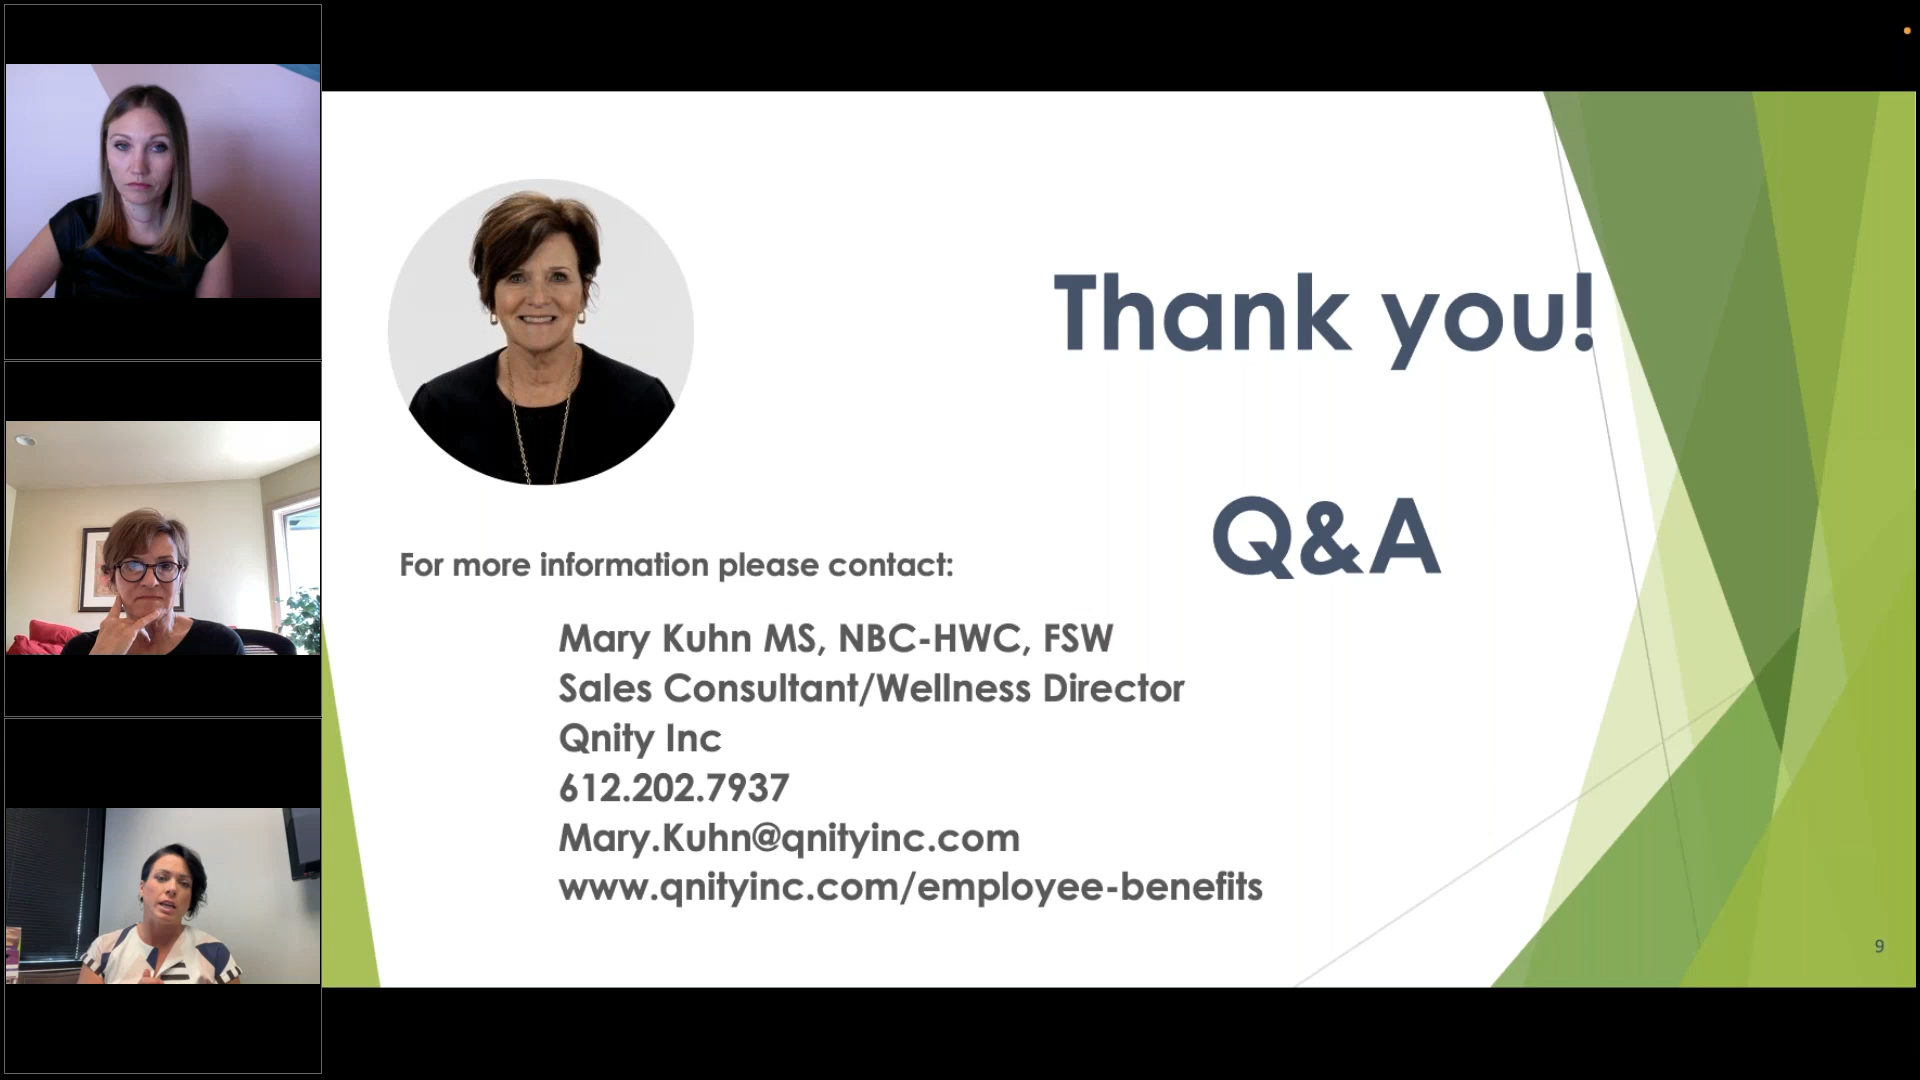 Thank you!
Q&A
For more information please contact:
Mary Kuhn MS, NBC-HWC, FSW
Sales Consultant/Wellness Director
Qnity Inc
612.202.7937
Mary.Kuhn@qnityinc.com
www.qnityinc.com/employee-benefits
9